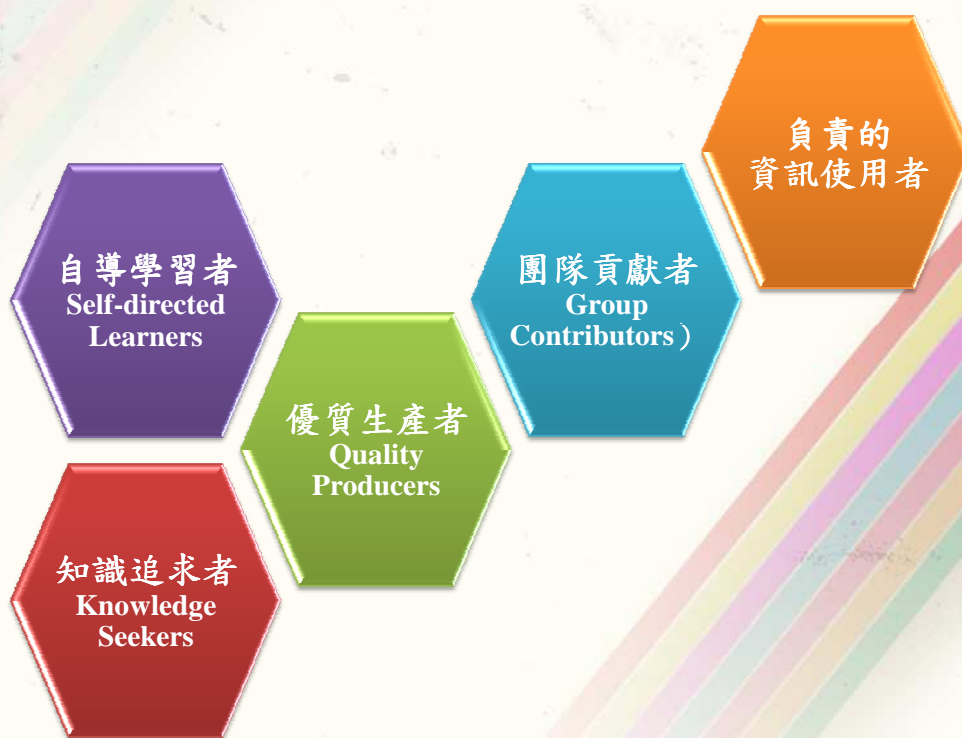 負責的
資訊使用者
自導學習者
Self-directed
Learners
團隊貢獻者
Group
Contributors）
優質生產者
Quality
Producers
知識追求者
Knowledge
Seekers